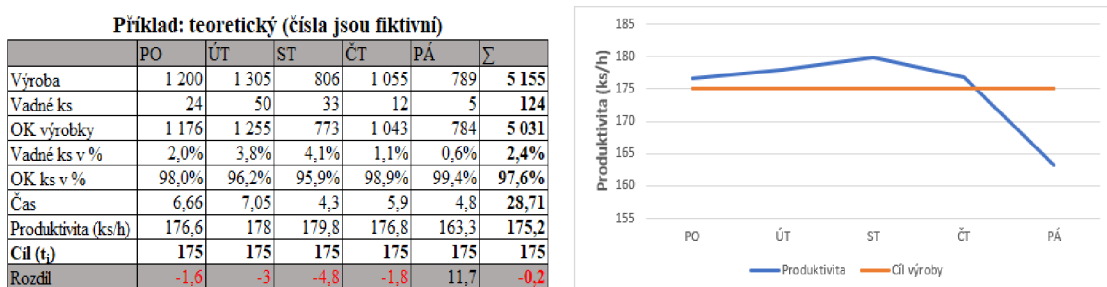 Příklad: teoretický (čísla jsou fiktivní)
PO ÚT ST ČT PÁ Σ
Výroba 1 200 1 305 806 1 055 789 5 155
Vadné ks 24 50 33 12 5 124
OK výrobky 1 176 1 255 773 1 043 784 5 031
Vadné ks v % 2,0% 3,8% 4,1% 1,1% 0,6% 2,4%
OK ks v % 98,0% 96,2% 95,9% 98,9% 99,4% 97,6%
Čas 6,66 7,05 4,3 5,9 4,8 28,71
Produktivita (ks/h) 176,6 178 179,8 176,8 163,3 175,2
Cíl (tᵢ) 175 175 175 175 175 175
Rozdíl -1,6 -3 -4,8 -1,8 11,7 -0,2
Produktivita (ks/h)
185
180
175
170
165
160
155
PO ÚT ST ČT PÁ
Produktivita Cíl výroby